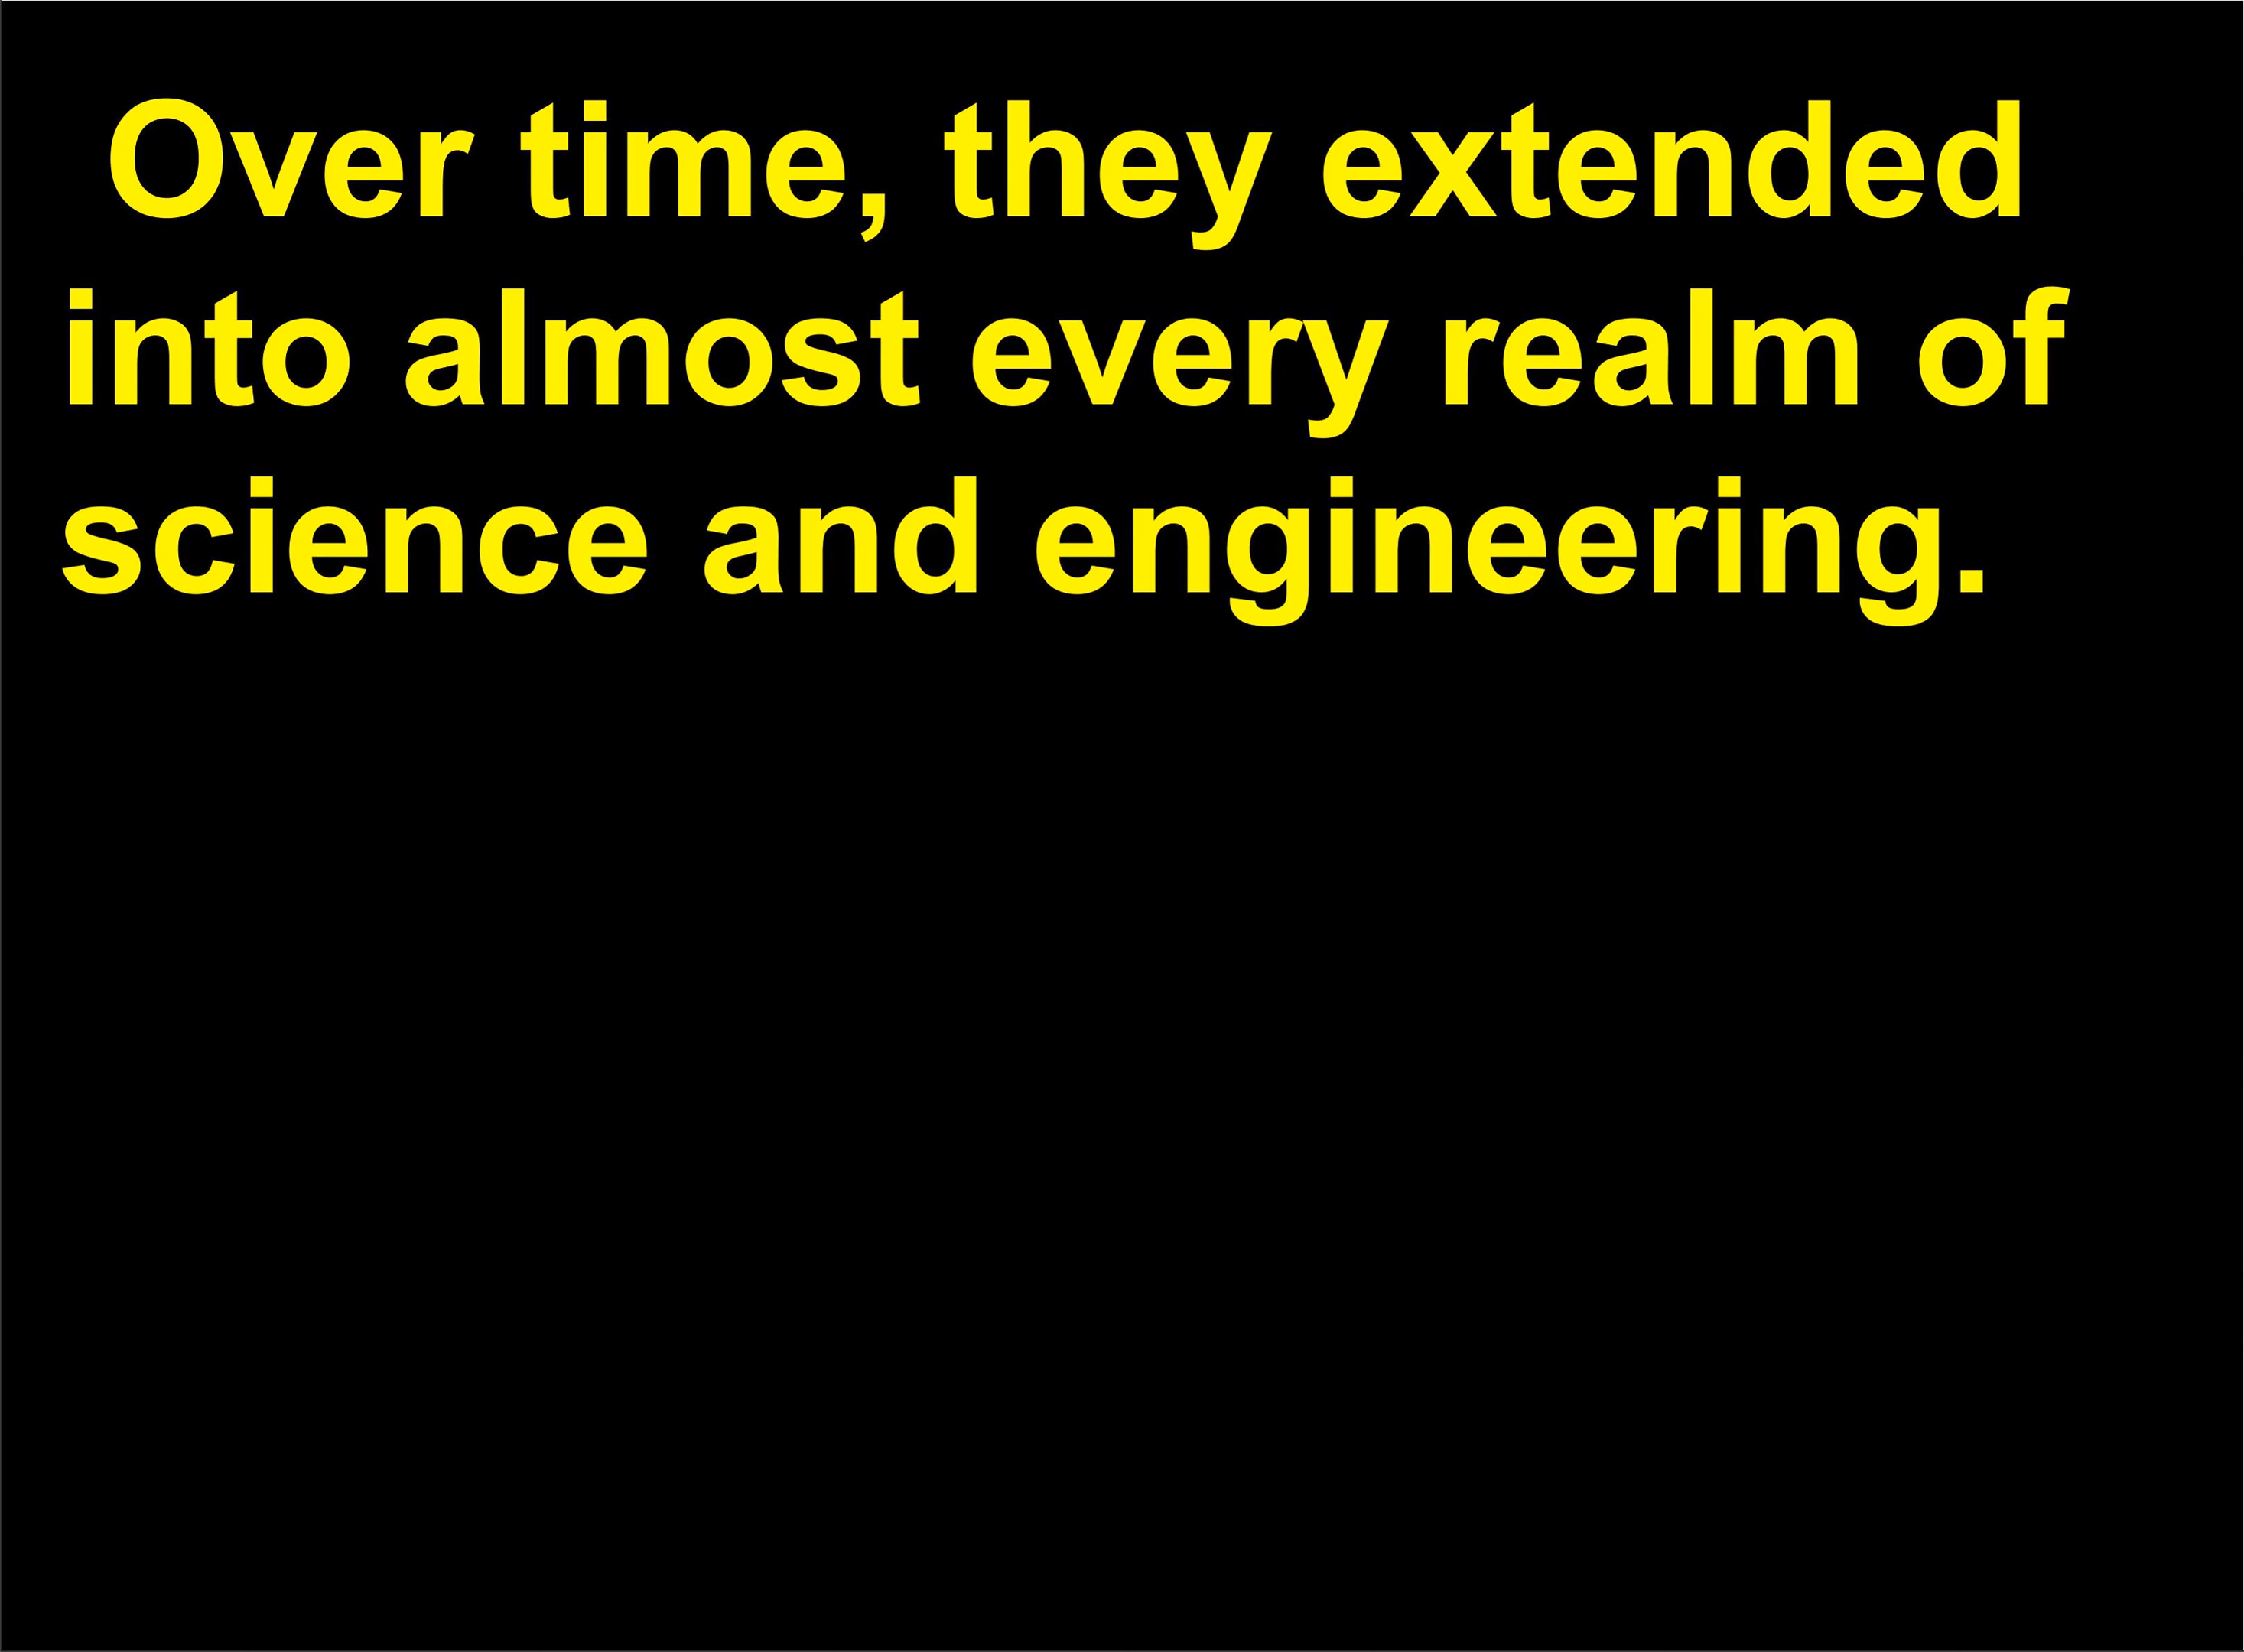 Over time, they extended
into almost every realm of
science and engineering.